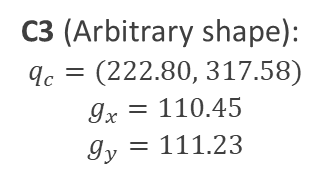 C3 (Arbitrary shape):
q_c = (222.80, 317.58)
g_x = 110.45
g_y = 111.23